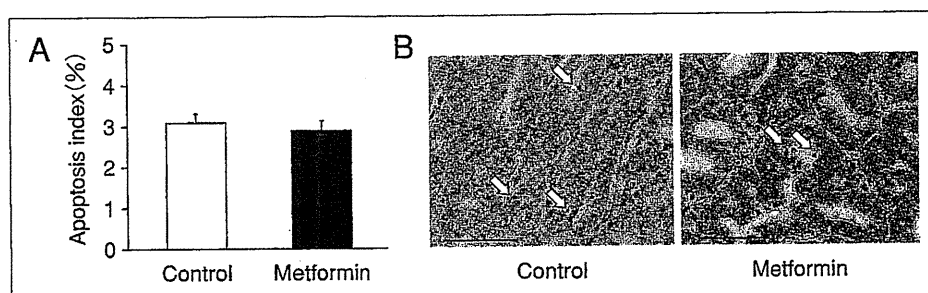 A
Apoptosis index (%)
5
4
3
2
1
0
Control
Metformin
B
Control
Metformin